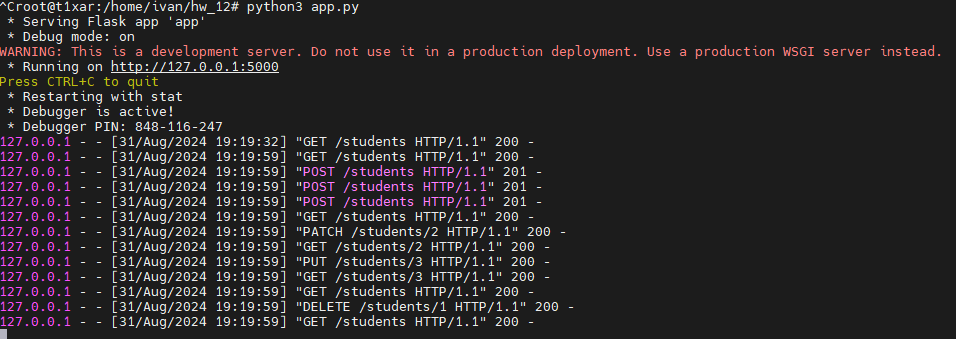 ^Croot@t1xar:/home/ivan/hw_12# python3 app.py
 * Serving Flask app 'app'
 * Debug mode: on
WARNING: This is a development server. Do not use it in a production deployment. Use a production WSGI server instead.
 * Running on http://127.0.0.1:5000
Press CTRL+C to quit
 * Restarting with stat
 * Debugger is active!
 * Debugger PIN: 848-116-247
127.0.0.1 - - [31/Aug/2024 19:19:32] "GET /students HTTP/1.1" 200 -
127.0.0.1 - - [31/Aug/2024 19:19:59] "GET /students HTTP/1.1" 200 -
127.0.0.1 - - [31/Aug/2024 19:19:59] "POST /students HTTP/1.1" 201 -
127.0.0.1 - - [31/Aug/2024 19:19:59] "POST /students HTTP/1.1" 201 -
127.0.0.1 - - [31/Aug/2024 19:19:59] "POST /students HTTP/1.1" 201 -
127.0.0.1 - - [31/Aug/2024 19:19:59] "GET /students HTTP/1.1" 200 -
127.0.0.1 - - [31/Aug/2024 19:19:59] "PATCH /students/2 HTTP/1.1" 200 -
127.0.0.1 - - [31/Aug/2024 19:19:59] "GET /students/2 HTTP/1.1" 200 -
127.0.0.1 - - [31/Aug/2024 19:19:59] "PUT /students/3 HTTP/1.1" 200 -
127.0.0.1 - - [31/Aug/2024 19:19:59] "GET /students/3 HTTP/1.1" 200 -
127.0.0.1 - - [31/Aug/2024 19:19:59] "GET /students HTTP/1.1" 200 -
127.0.0.1 - - [31/Aug/2024 19:19:59] "DELETE /students/1 HTTP/1.1" 200 -
127.0.0.1 - - [31/Aug/2024 19:19:59] "GET /students HTTP/1.1" 200 -